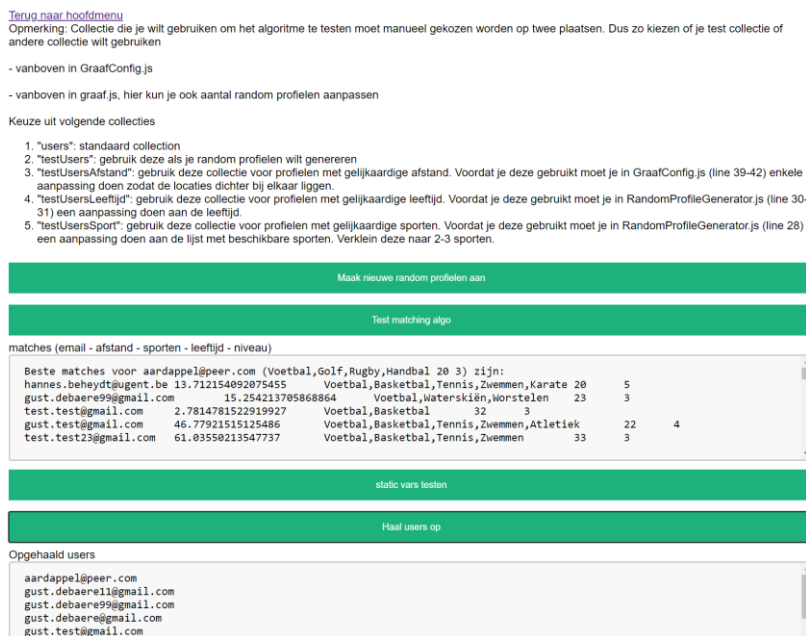 Terug naar hoofdmenu
Opmerking: Collectie die je wilt gebruiken om het algoritme te testen moet manueel gekozen worden op twee plaatsen. Dus zo kiezen of je test collectie of
andere collectie wilt gebruiken
- vanboven in GraafConfig.js
- vanboven in graaf.js, hier kun je ook aantal random profielen aanpassen
Keuze uit volgende collecties
1. "users": standaard collection
2. "testUsers": gebruik deze als je random profielen wilt genereren
3. "testUsersAfstand": gebruik deze collectie voor profielen met gelijkaardige afstand. Voordat je deze gebruikt moet je in GraafConfig.js (line 39-42) enkele
aanpassing doen zodat de locaties dichter bij elkaar liggen.
4. "testUsersLeeftijd": gebruik deze collectie voor profielen met gelijkaardige leeftijd. Voordat je deze gebruikt moet je in RandomProfileGenerator.js (line 30-
31) een aanpassing doen aan de leeftijd.
5. "testUsersSport": gebruik deze collectie voor profielen met gelijkaardige sporten. Voordat je deze gebruikt moet je in RandomProfileGenerator.js (line 28)
een aanpassing doen aan de lijst met beschikbare sporten. Verklein deze naar 2-3 sporten.
Maak nieuwe random profielen aan
Test matching algo
matches (email - afstand - sporten - leeftijd - niveau)
Beste matches voor aardappel@peer.com (Voetbal,Golf,Rugby,Handbal 20 3) zijn:
hannes.beheydt@ugent.be 13.712154092075455 Voetbal,Basketbal,Tennis,Zwemmen,Karate 20 5
gust.debaere99@gmail.com 15.254213705868864 Voetbal,Waterskiën,Worstelen 23 3
test.test@gmail.com 2.7814781522919927 Voetbal,Basketbal 32 3
gust.test@gmail.com 46.77921515125486 Voetbal,Basketbal,Tennis,Zwemmen,Atletiek 22 4
test.test23@gmail.com 61.03550213547737 Voetbal,Basketbal,Tennis,Zwemmen 33 3
static vars testen
Haal users op
Opgehaald users
aardappel@peer.com
gust.debaere11@gmail.com
gust.debaere99@gmail.com
gust.debaere@gmail.com
gust.test@gmail.com